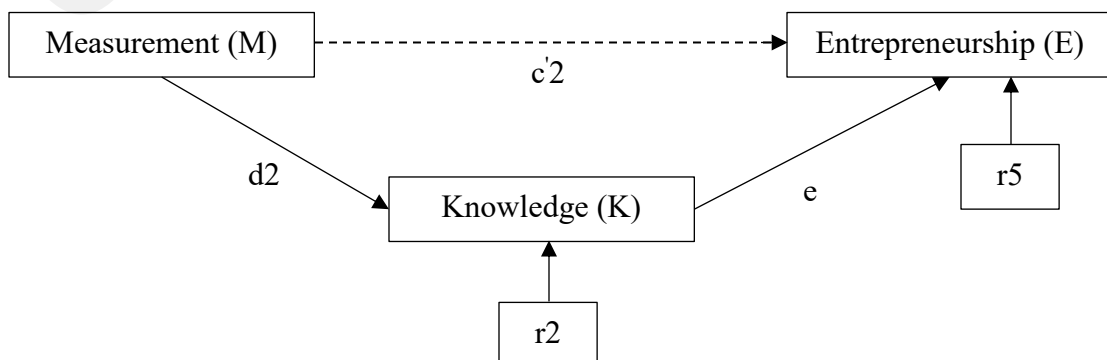 Measurement (M)
Entrepreneurship (E)
c'2
d2
Knowledge (K)
e
r5
r2